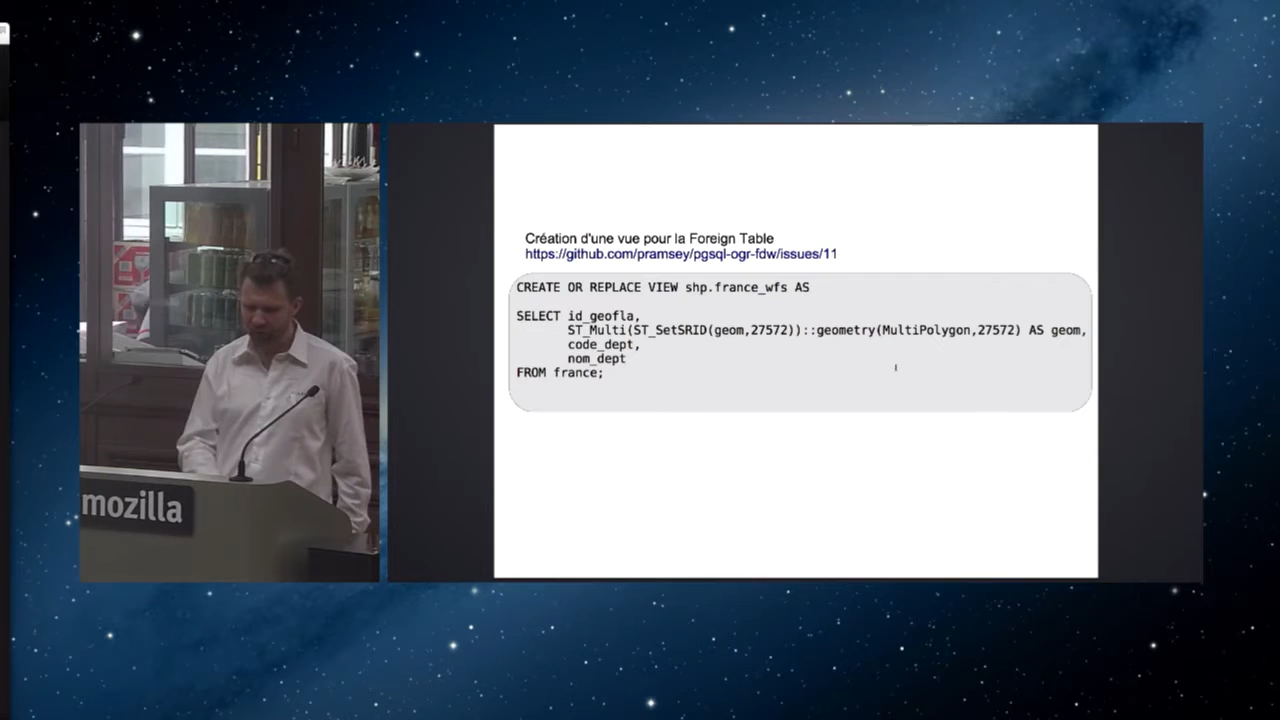 Création d'une vue pour la Foreign Table
https://github.com/pramsey/pgsql-ogr-fdw/issues/11
CREATE OR REPLACE VIEW shp.france_wfs AS
SELECT id_geofla,
ST_Multi(ST_SetSRID(geom,27572))::geometry(MultiPolygon,27572) AS geom,
code_dept,
nom_dept
FROM france;
mozilla